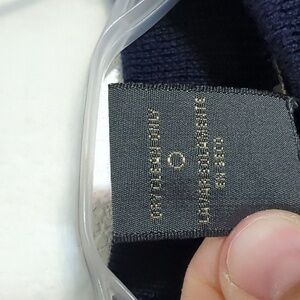 DRY CLEAN ONLY
LAVAR SOLAMENTE
EN SECO